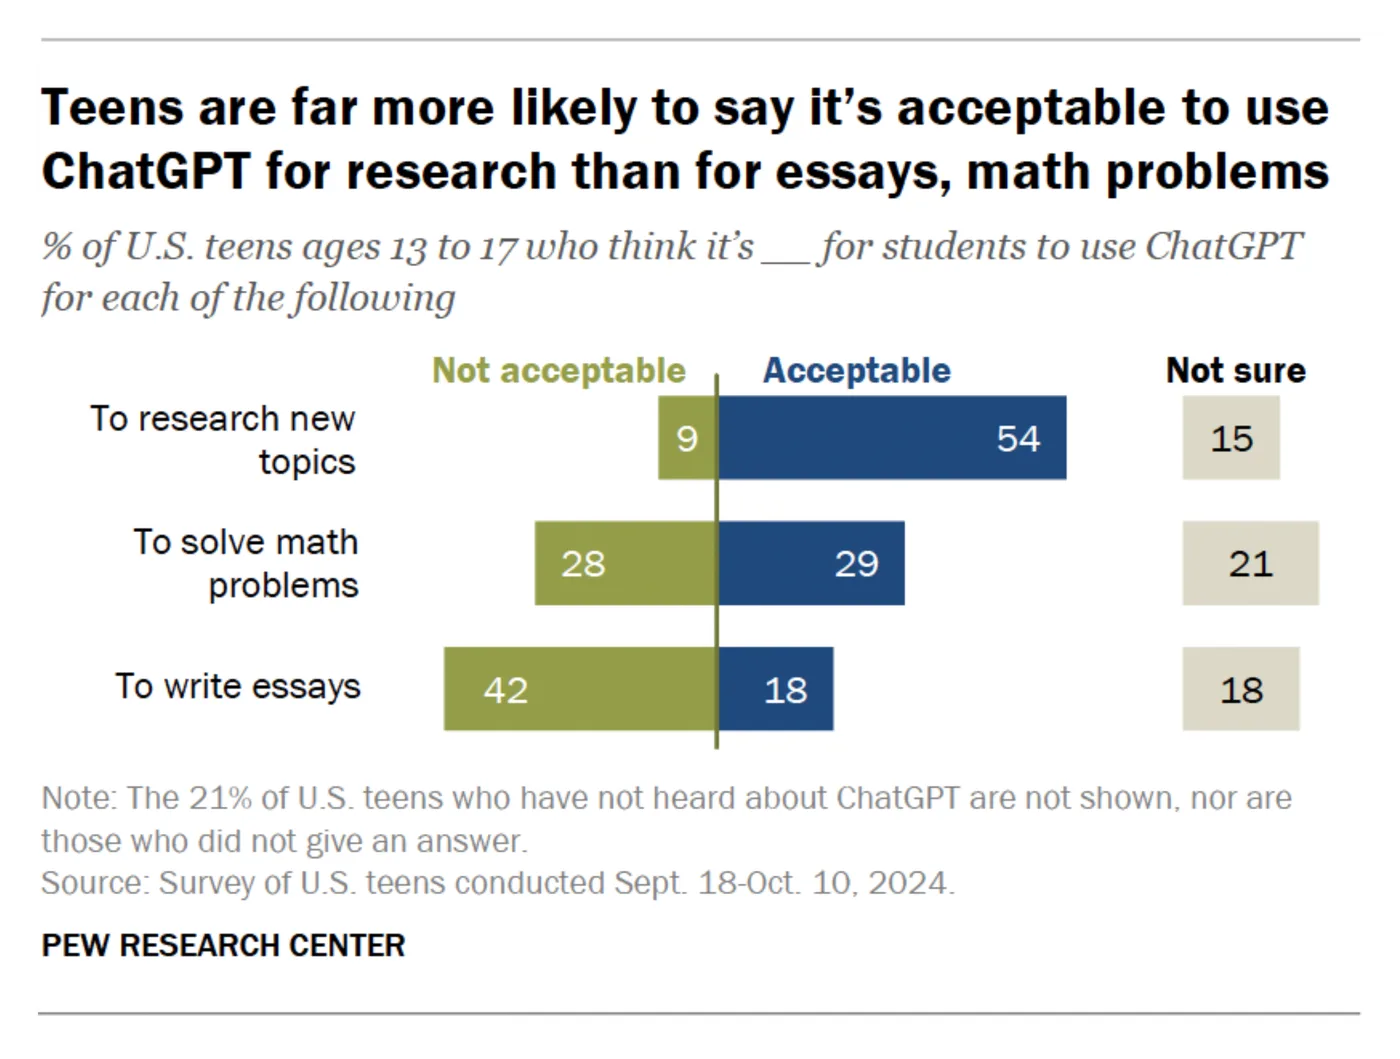 Teens are far more likely to say it’s acceptable to use
ChatGPT for research than for essays, math problems
% of U.S. teens ages 13 to 17 who think it’s __ for students to use ChatGPT
for each of the following
Not acceptable Acceptable Not sure
To research new
topics
9 54 15
To solve math
problems
28 29 21
To write essays 42 18 18
Note: The 21% of U.S. teens who have not heard about ChatGPT are not shown, nor are
those who did not give an answer.
Source: Survey of U.S. teens conducted Sept. 18-Oct. 10, 2024.
PEW RESEARCH CENTER